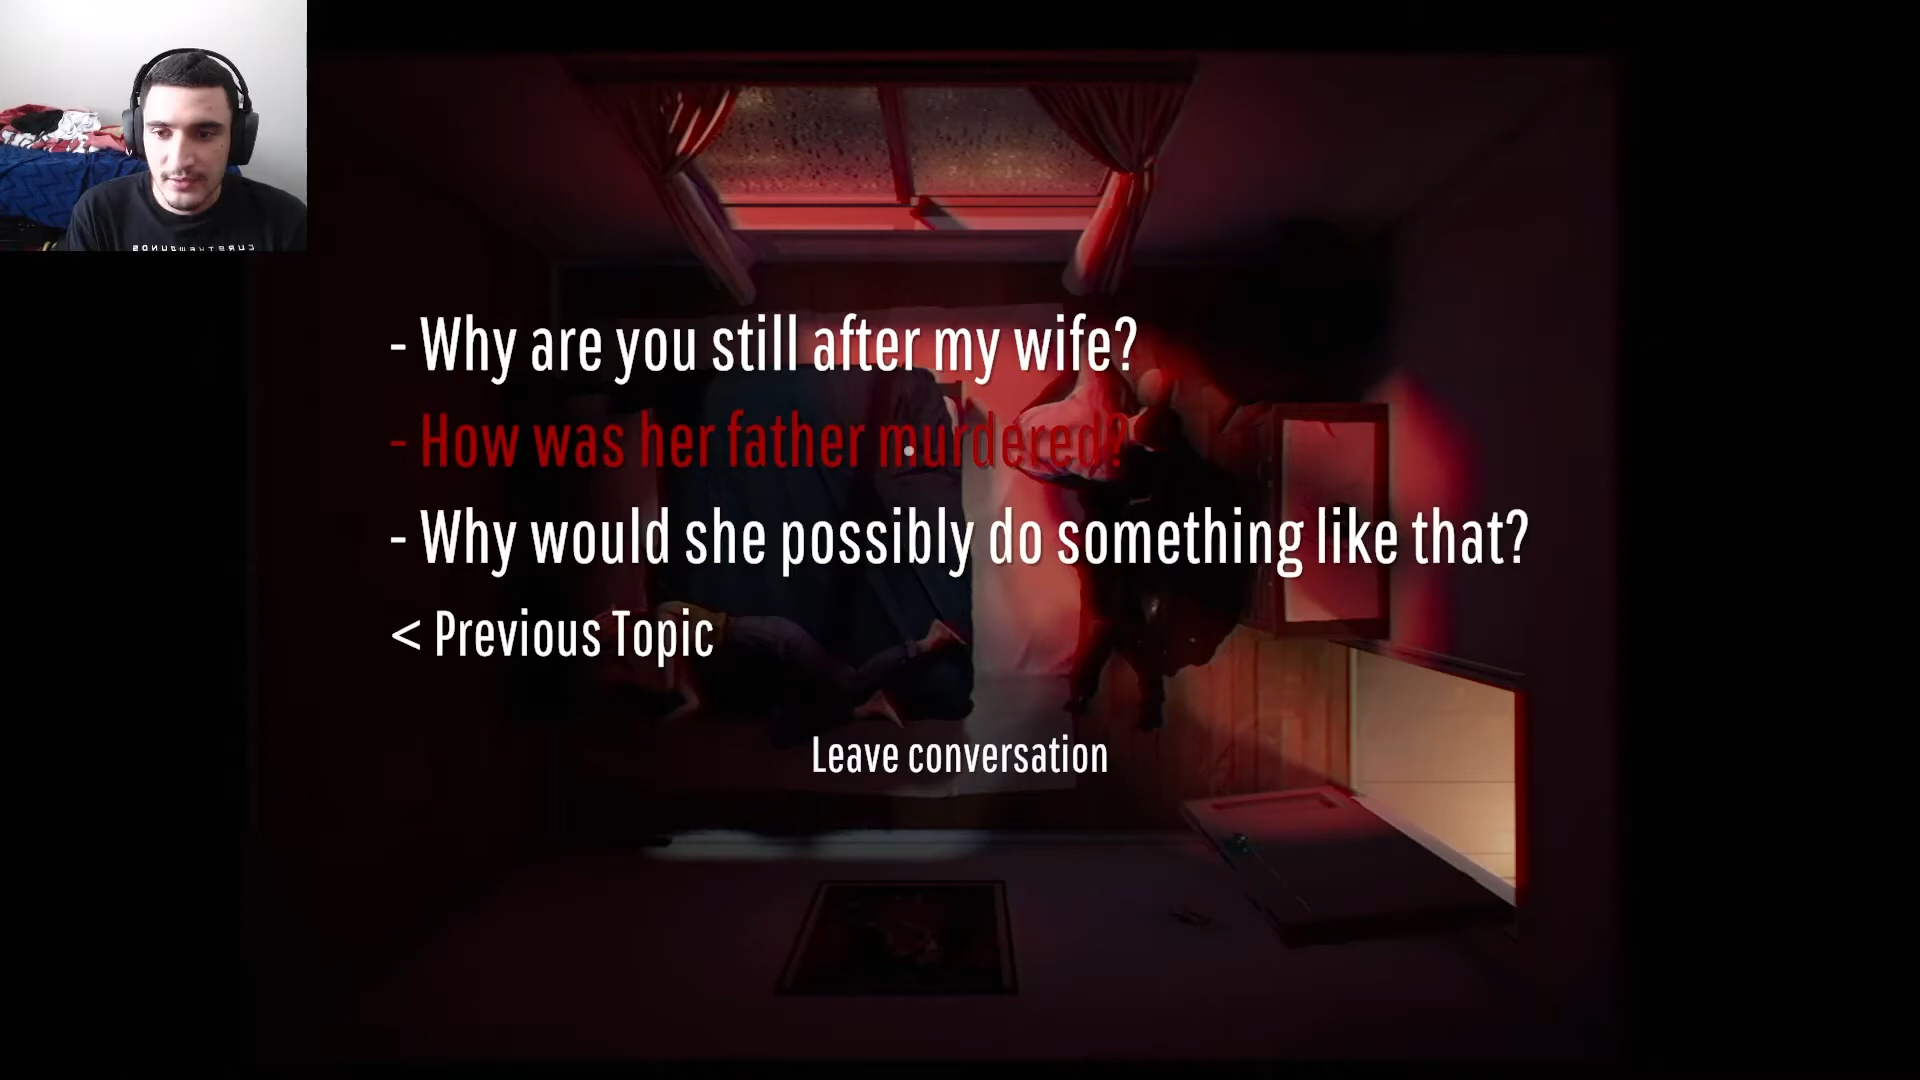 - Why are you still after my wife?
- How was her father murdered?
- Why would she possibly do something like that?
< Previous Topic
Leave conversation